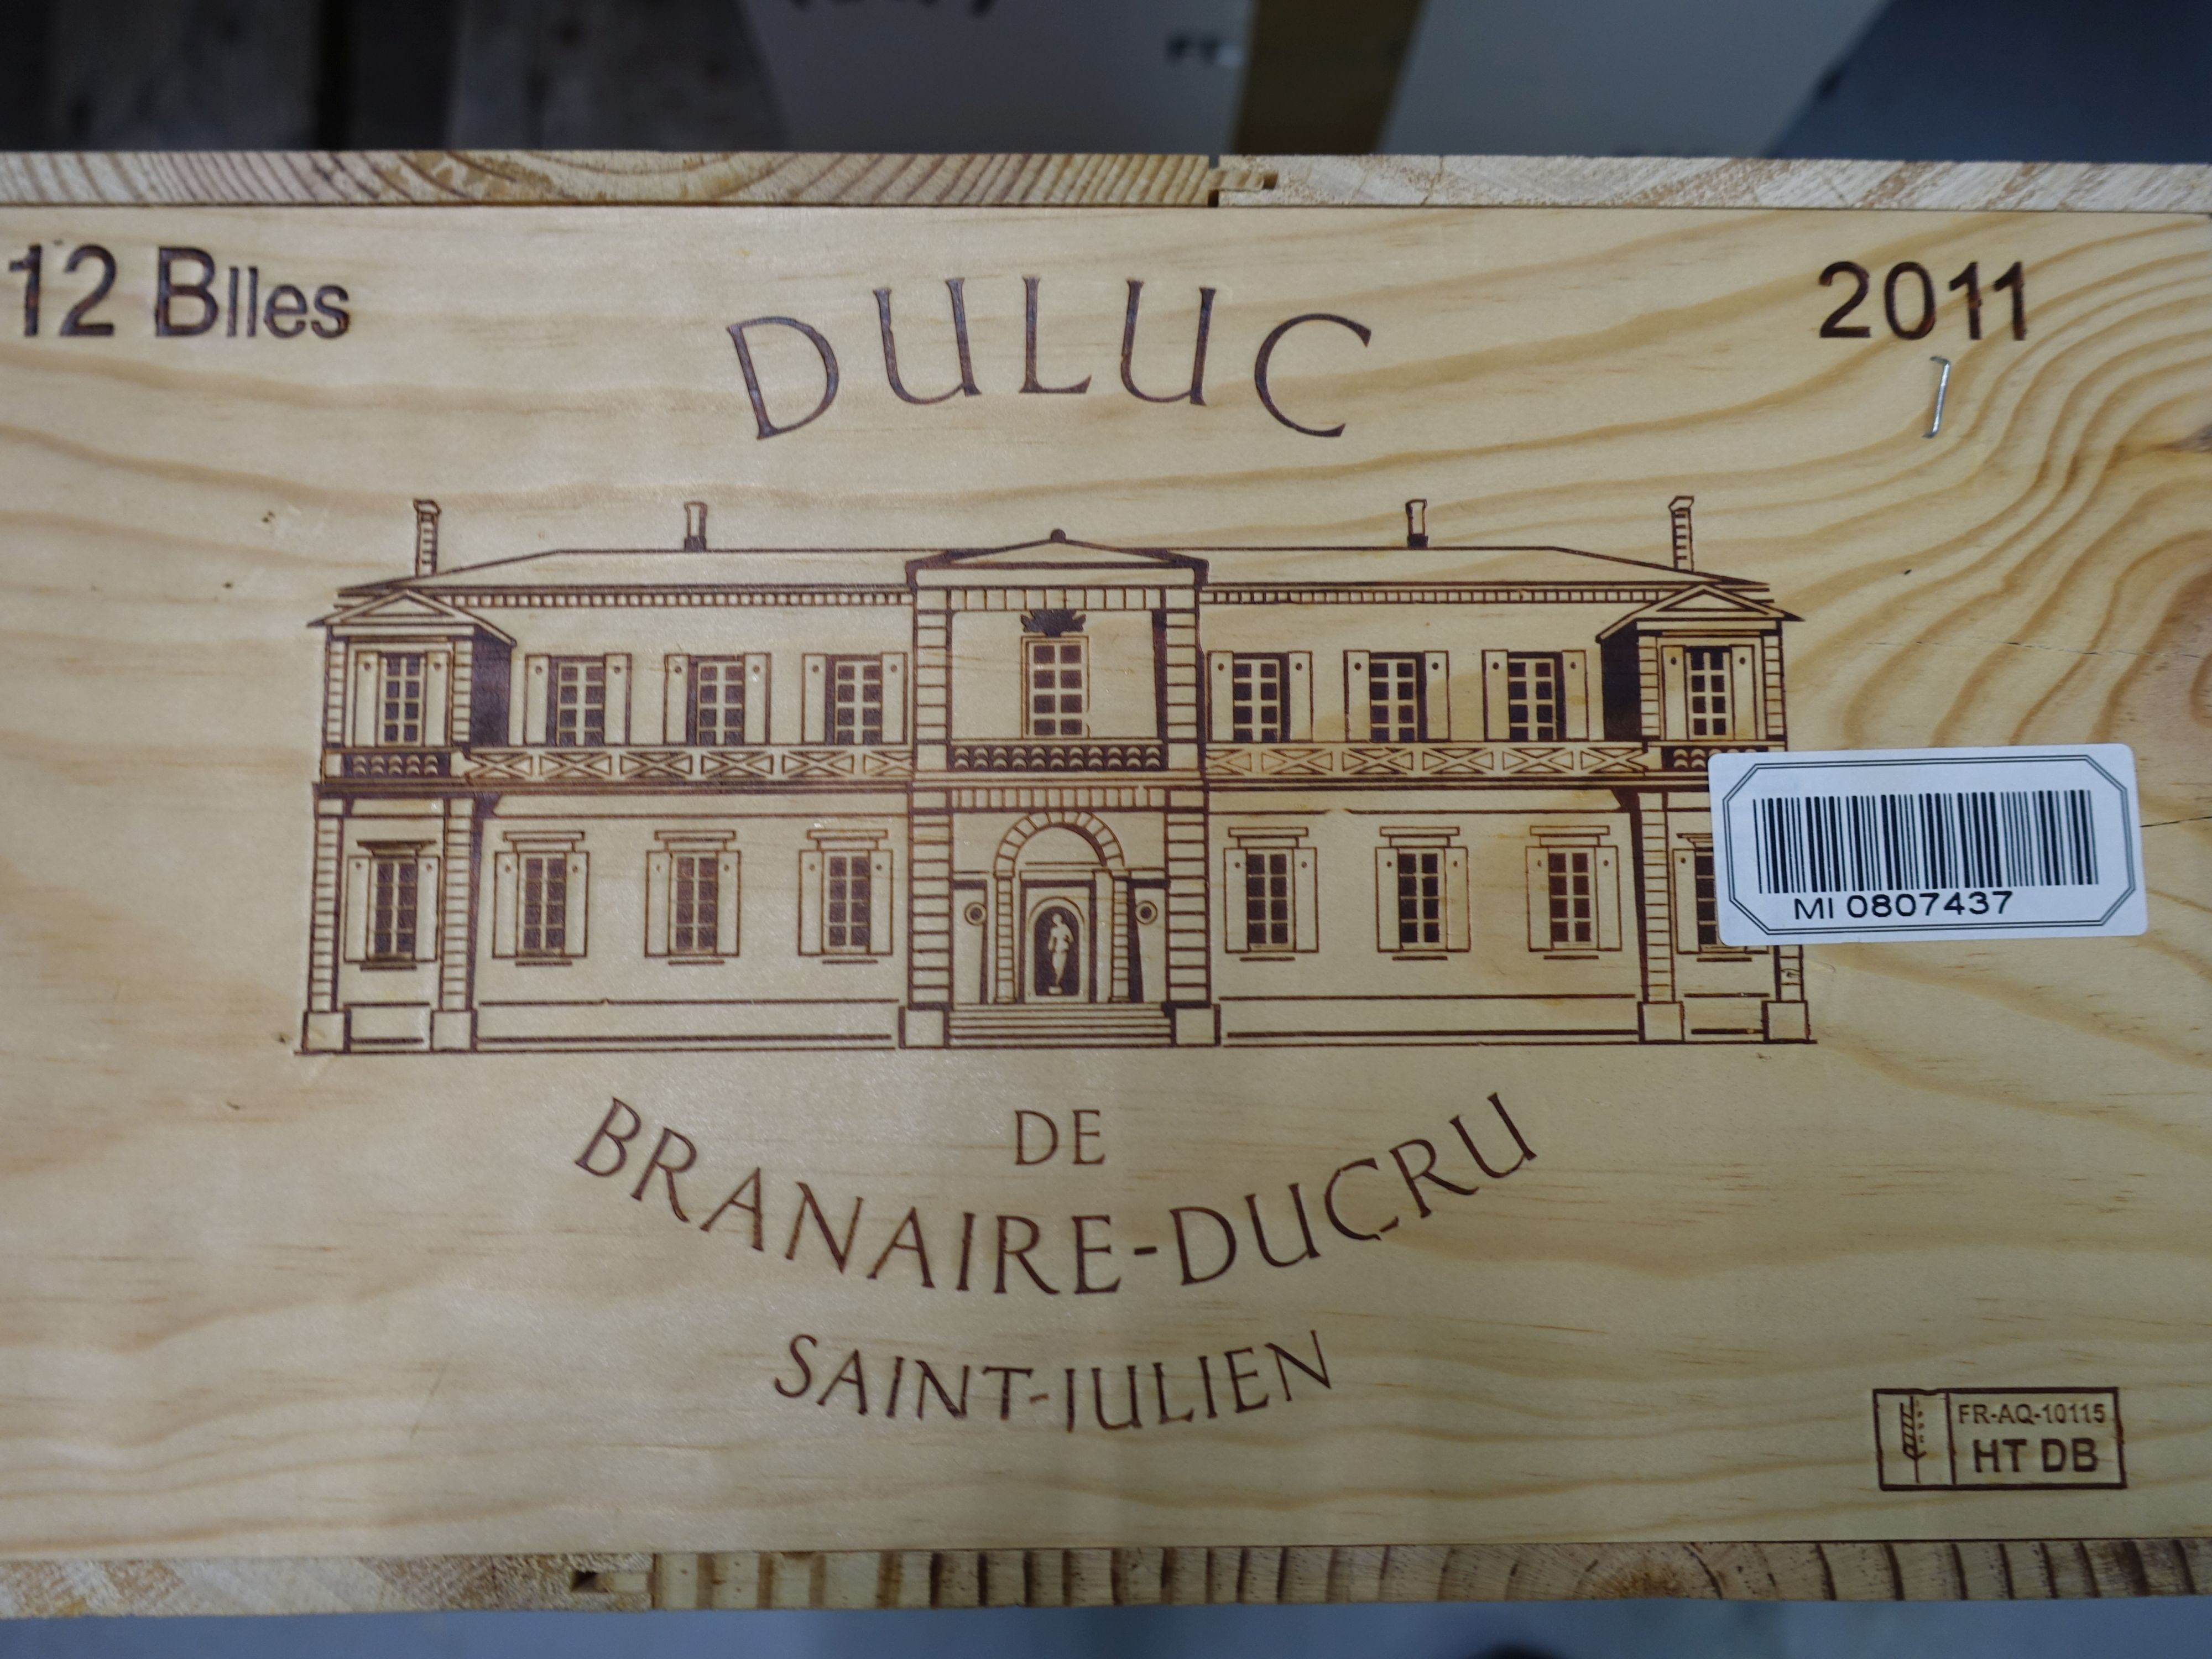 12 Blles
2011
DULUC
MI 0807437
DE
BRANAIRE-DUCRU
SAINT-JULIEN
FR-AQ-10115
HT DB